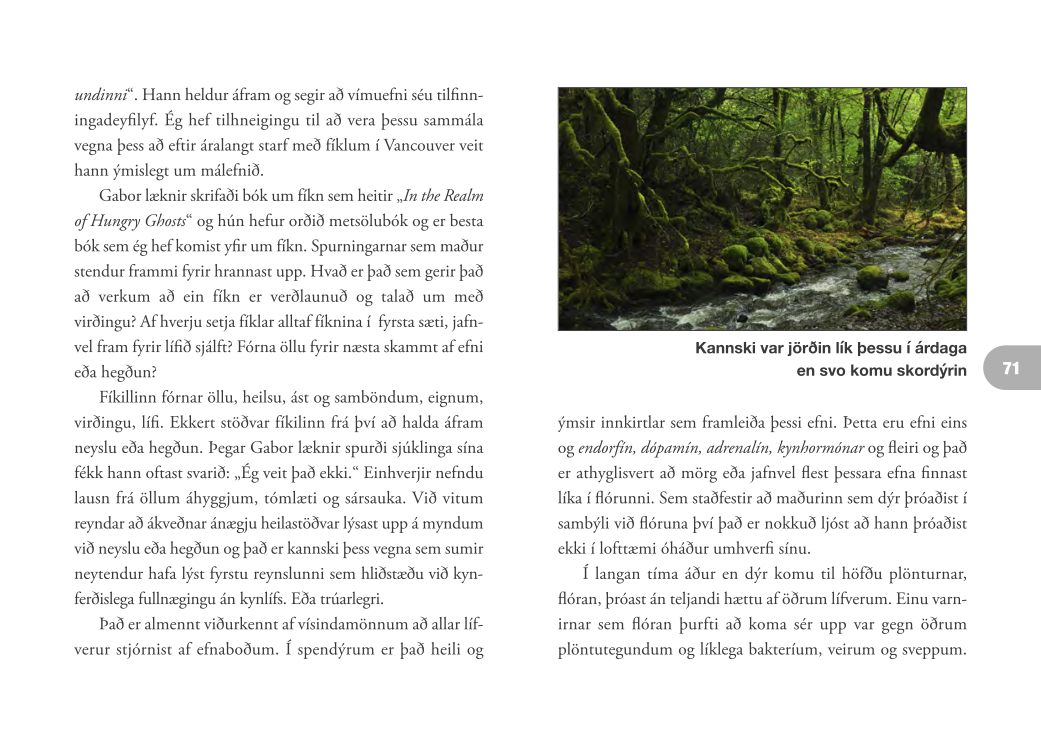 undinni“. Hann heldur áfram og segir að vímuefni séu tilfinn-
ingadeyfilyf. Ég hef tilhneigingu til að vera þessu sammála
vegna þess að eftir áralangt starf með fíklum í Vancouver veit
hann ýmislegt um málefnið.
Gabor læknir skrifaði bók um fíkn sem heitir „In the Realm
of Hungry Ghosts“ og hún hefur orðið metsölubók og er besta
bók sem ég hef komist yfir um fíkn. Spurningarnar sem maður
stendur frammi fyrir hrannast upp. Hvað er það sem gerir það
að verkum að ein fíkn er verðlaunuð og talað um með
virðingu? Af hverju setja fíklar alltaf fíknina í fyrsta sæti, jafn-
vel fram fyrir lífið sjálft? Fórna öllu fyrir næsta skammt af efni
eða hegðun?
Fíkillinn fórnar öllu, heilsu, ást og samböndum, eignum,
virðingu, lífi. Ekkert stöðvar fíkilinn frá því að halda áfram
neyslu eða hegðun. Þegar Gabor læknir spurði sjúklinga sína
fékk hann oftast svarið: „Ég veit það ekki.“ Einhverjir nefndu
lausn frá öllum áhyggjum, tómlæti og sársauka. Við vitum
reyndar að ákveðnar ánægju heilastöðvar lýsast upp á myndum
við neyslu eða hegðun og það er kannski þess vegna sem sumir
neytendur hafa lýst fyrstu reynslunni sem hliðstæðu við kyn-
ferðislega fullnægingu án kynlífs. Eða trúarlegri.
Það er almennt viðurkennt af vísindamönnum að allar líf-
verur stjórnist af efnaboðum. Í spendýrum er það heili og
Kannski var jörðin lík þessu í árdaga
en svo komu skordýrin
71
ýmsir innkirtlar sem framleiða þessi efni. Þetta eru efni eins
og endorfín, dópamín, adrenalín, kynhormónar og fleiri og það
er athyglisvert að mörg eða jafnvel flest þessara efna finnast
líka í flórunni. Sem staðfestir að maðurinn sem dýr þróaðist í
sambýli við flóruna því það er nokkuð ljóst að hann þróaðist
ekki í lofttæmi óháður umhverfi sínu.
Í langan tíma áður en dýr komu til höfðu plönturnar,
flóran, þróast án teljandi hættu af öðrum lífverum. Einu varn-
irnar sem flóran þurfti að koma sér upp var gegn öðrum
plöntutegundum og líklega bakteríum, veirum og sveppum.